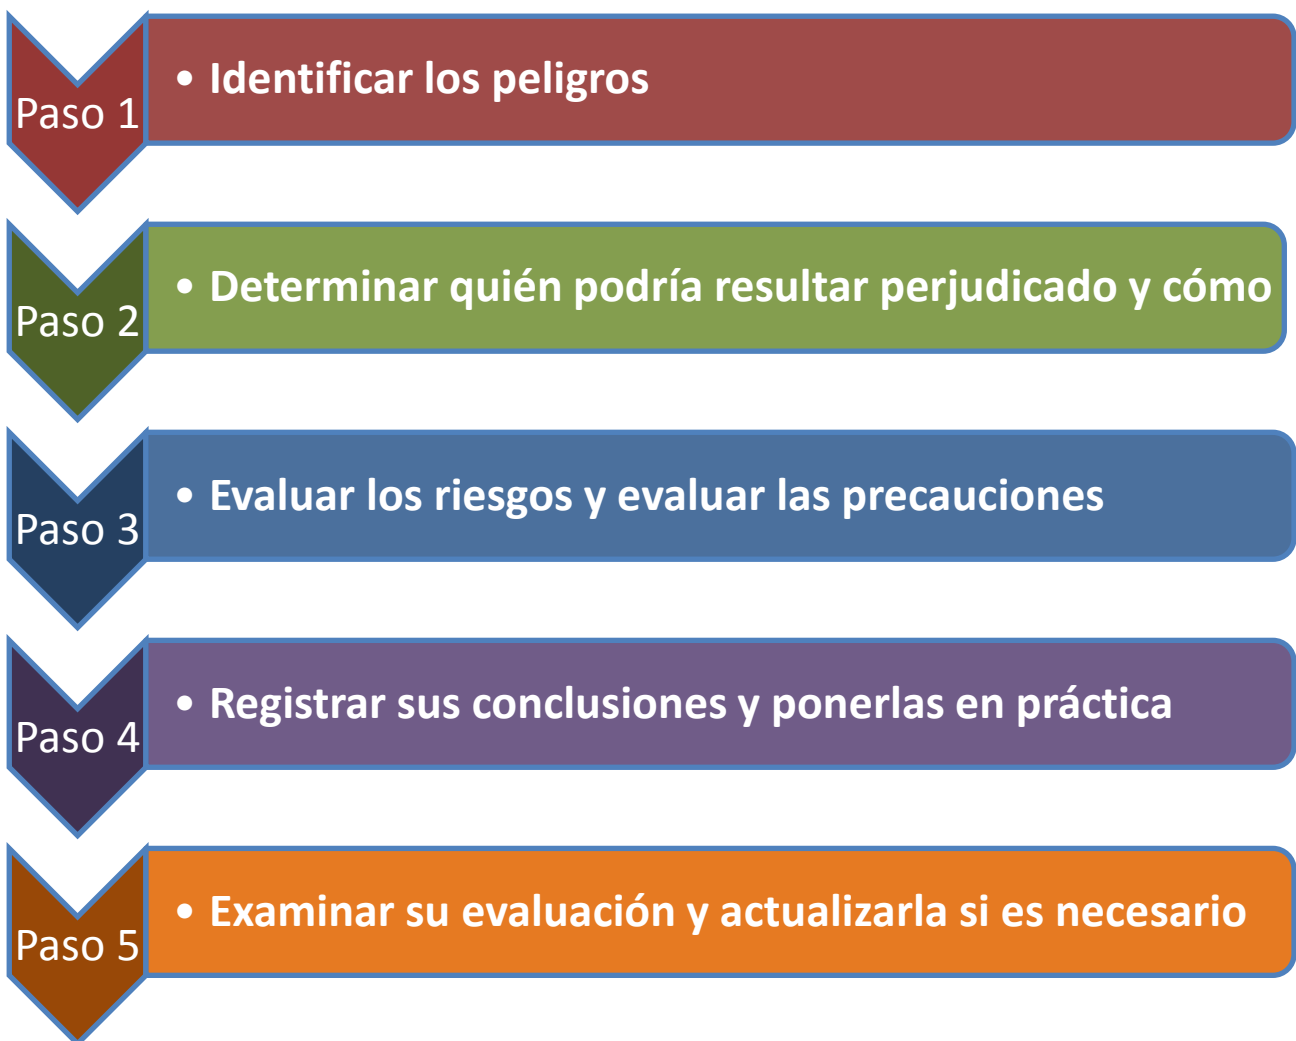 Paso 1
• Identificar los peligros
Paso 2
• Determinar quién podría resultar perjudicado y cómo
Paso 3
• Evaluar los riesgos y evaluar las precauciones
Paso 4
• Registrar sus conclusiones y ponerlas en práctica
Paso 5
• Examinar su evaluación y actualizarla si es necesario